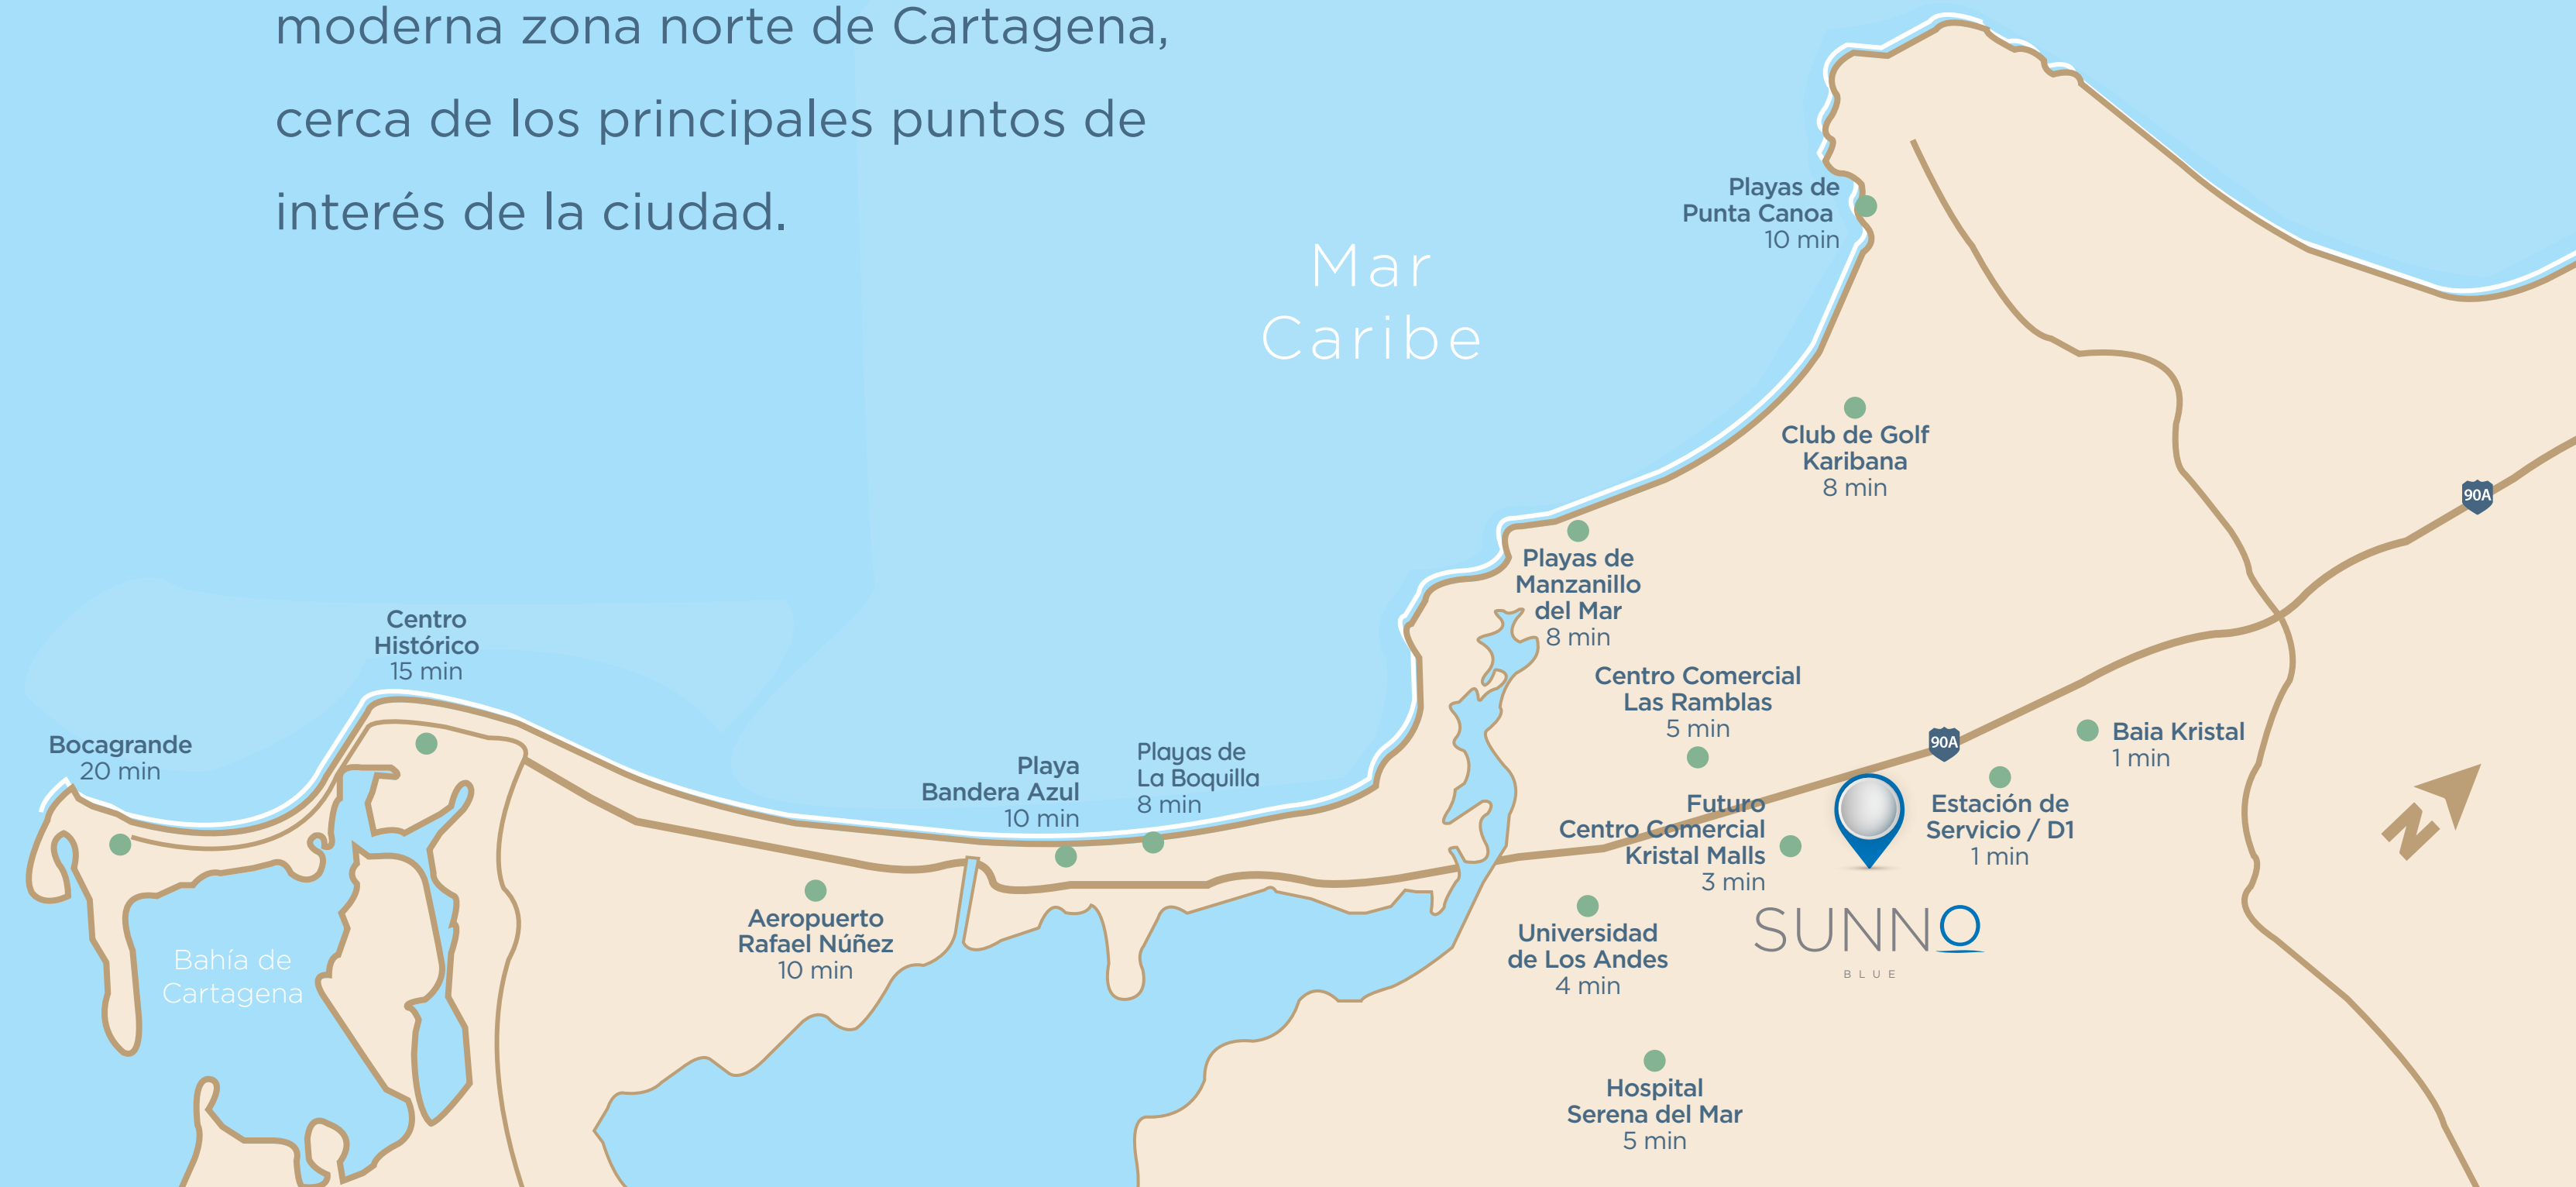 moderna zona norte de Cartagena,
cerca de los principales puntos de
interés de la ciudad.
Mar
Caribe
Playas de
Punta Canoa
10 min
Club de Golf
Karibana
8 min
90A
Playas de
Manzanillo
del Mar
8 min
Centro
Histórico
15 min
Centro Comercial
Las Ramblas
5 min
Bocagrande
20 min
Playa
Bandera Azul
10 min
Playas de
La Boquilla
8 min
90A
Baia Kristal
1 min
Futuro
Centro Comercial
Kristal Malls
3 min
Estación de
Servicio / D1
1 min
N
Aeropuerto
Rafael Núñez
10 min
Universidad
de Los Andes
4 min
SUNNO
BLUE
Bahía de
Cartagena
Hospital
Serena del Mar
5 min